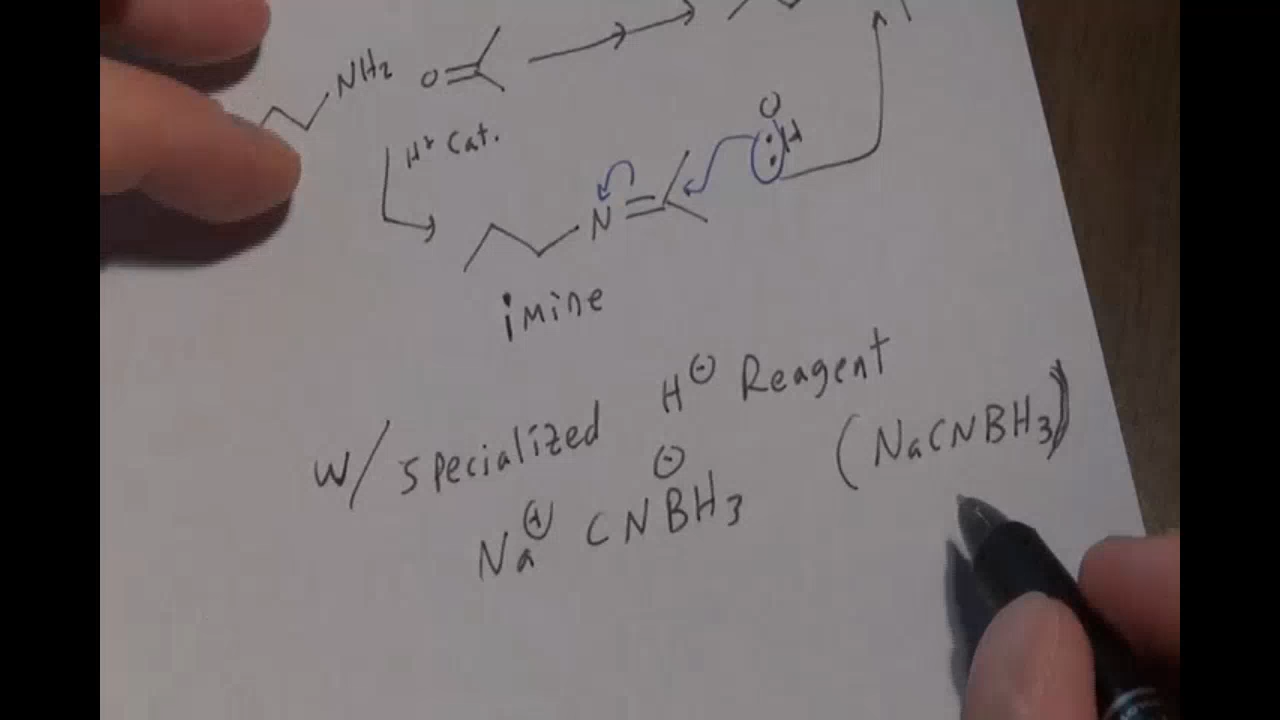 NH2 O
H+ Cat.
⊖
H
N
imine
w/ specialized H⊖ Reagent
(NaCNBH3)
Na⊕ CNBH3⊖